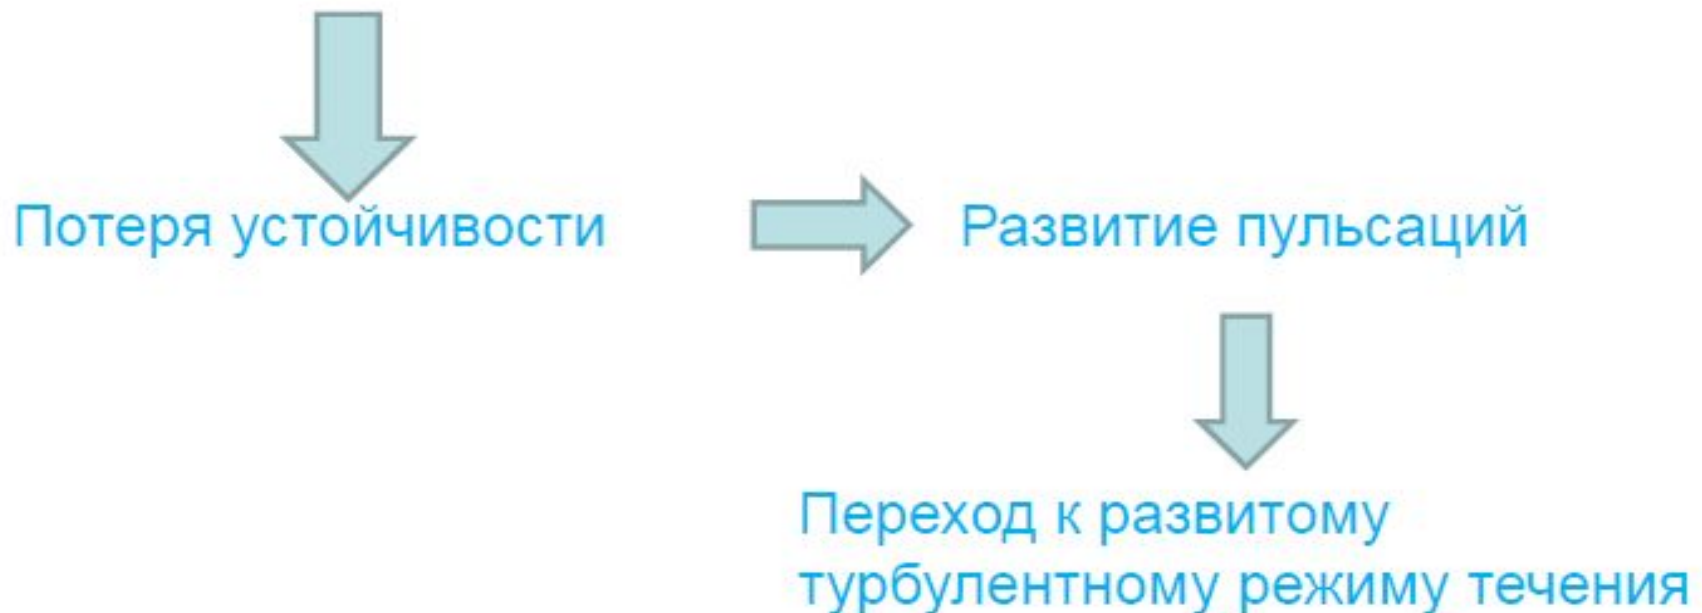 Потеря устойчивости
Развитие пульсаций
Переход к развитому
турбулентному режиму течения